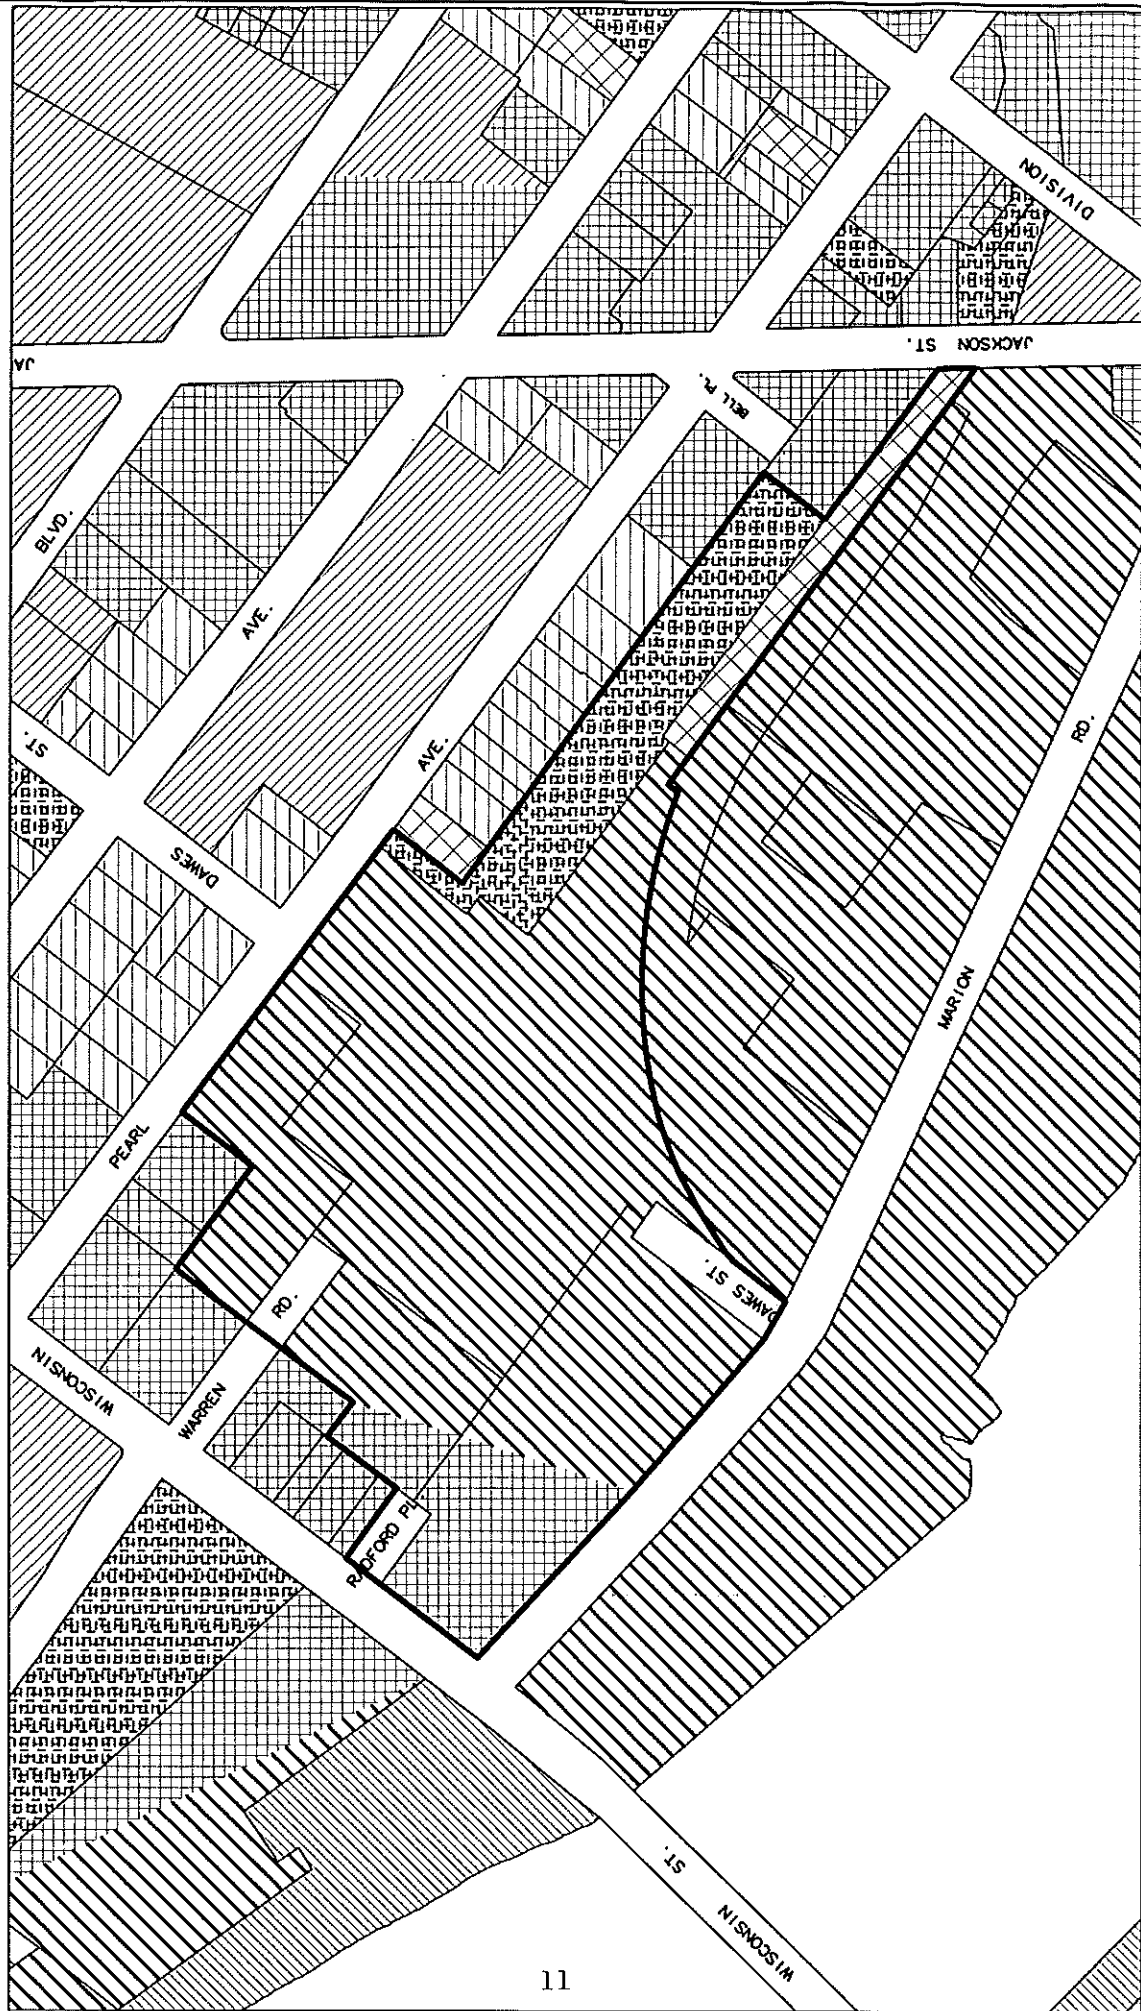 DIVISION
JACKSON ST.
JA
BELL PL.
BLVD.
AVE.
ST.
RD.
AVE.
DAWES
MARION
PEARL
DAWES ST.
RD.
WISCONSIN
WARREN
RADFORD PL.
ST.
WISCONSIN
11